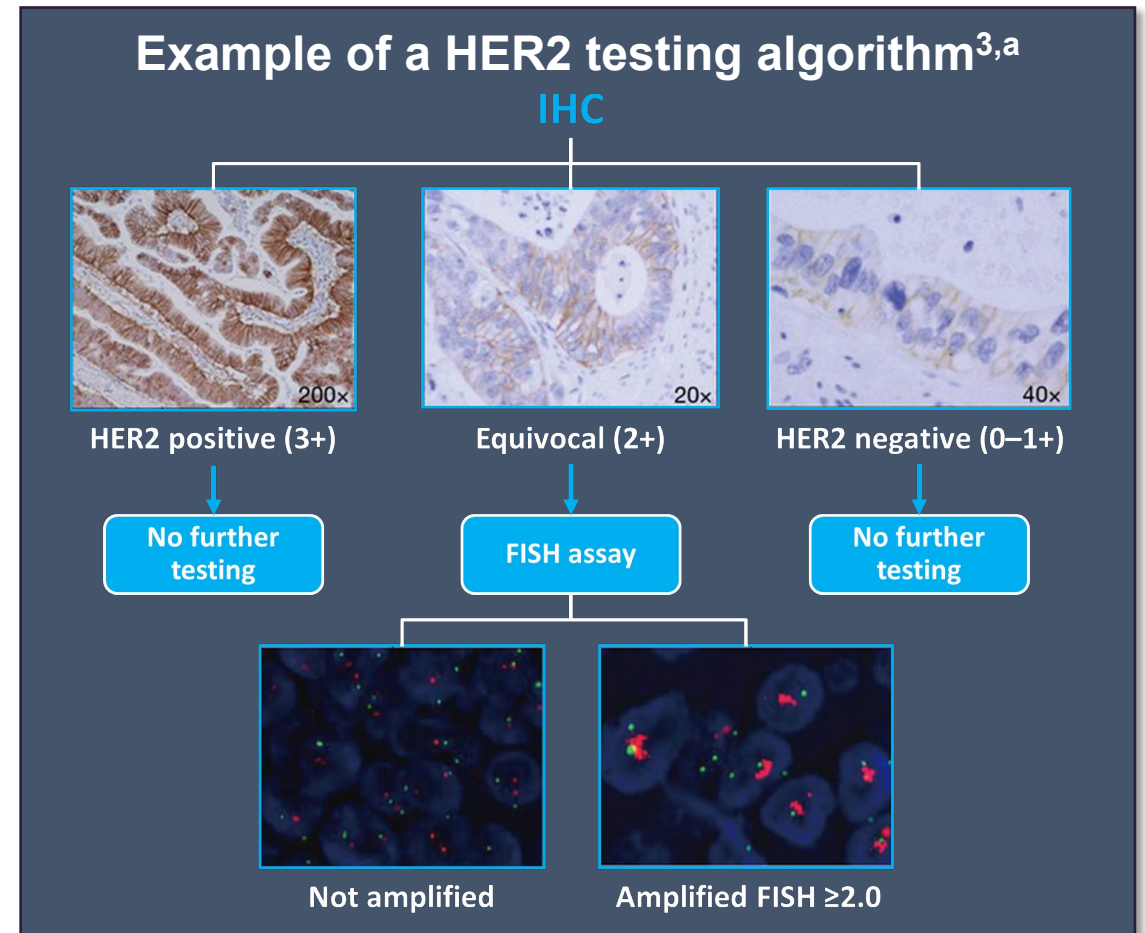 Example of a HER2 testing algorithm3,a
IHC
200×
20×
40×
HER2 positive (3+)
Equivocal (2+)
HER2 negative (0–1+)
No further
testing
FISH assay
No further
testing
Not amplified
Amplified FISH ≥2.0